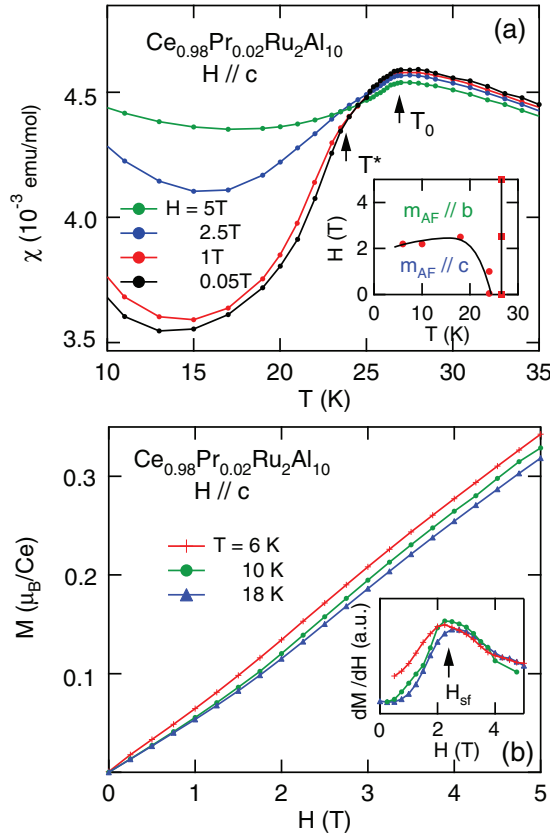 (a)
Ce0.98Pr0.02Ru2Al10
H // c
χ (10-3 emu/mol)
4.5
4.0
3.5
T0
T*
H = 5T
2.5T
1T
0.05T
H (T)
4
2
0
mAF // b
mAF // c
0 10 20 30
T (K)
10 15 20 25 30 35
T (K)
Ce0.98Pr0.02Ru2Al10
H // c
M (μB/Ce)
0.3
0.2
0.1
T = 6 K
10 K
18 K
dM /dH (a.u.)
Hsf
0 2 4
H (T)
(b)
0 1 2 3 4 5
H (T)